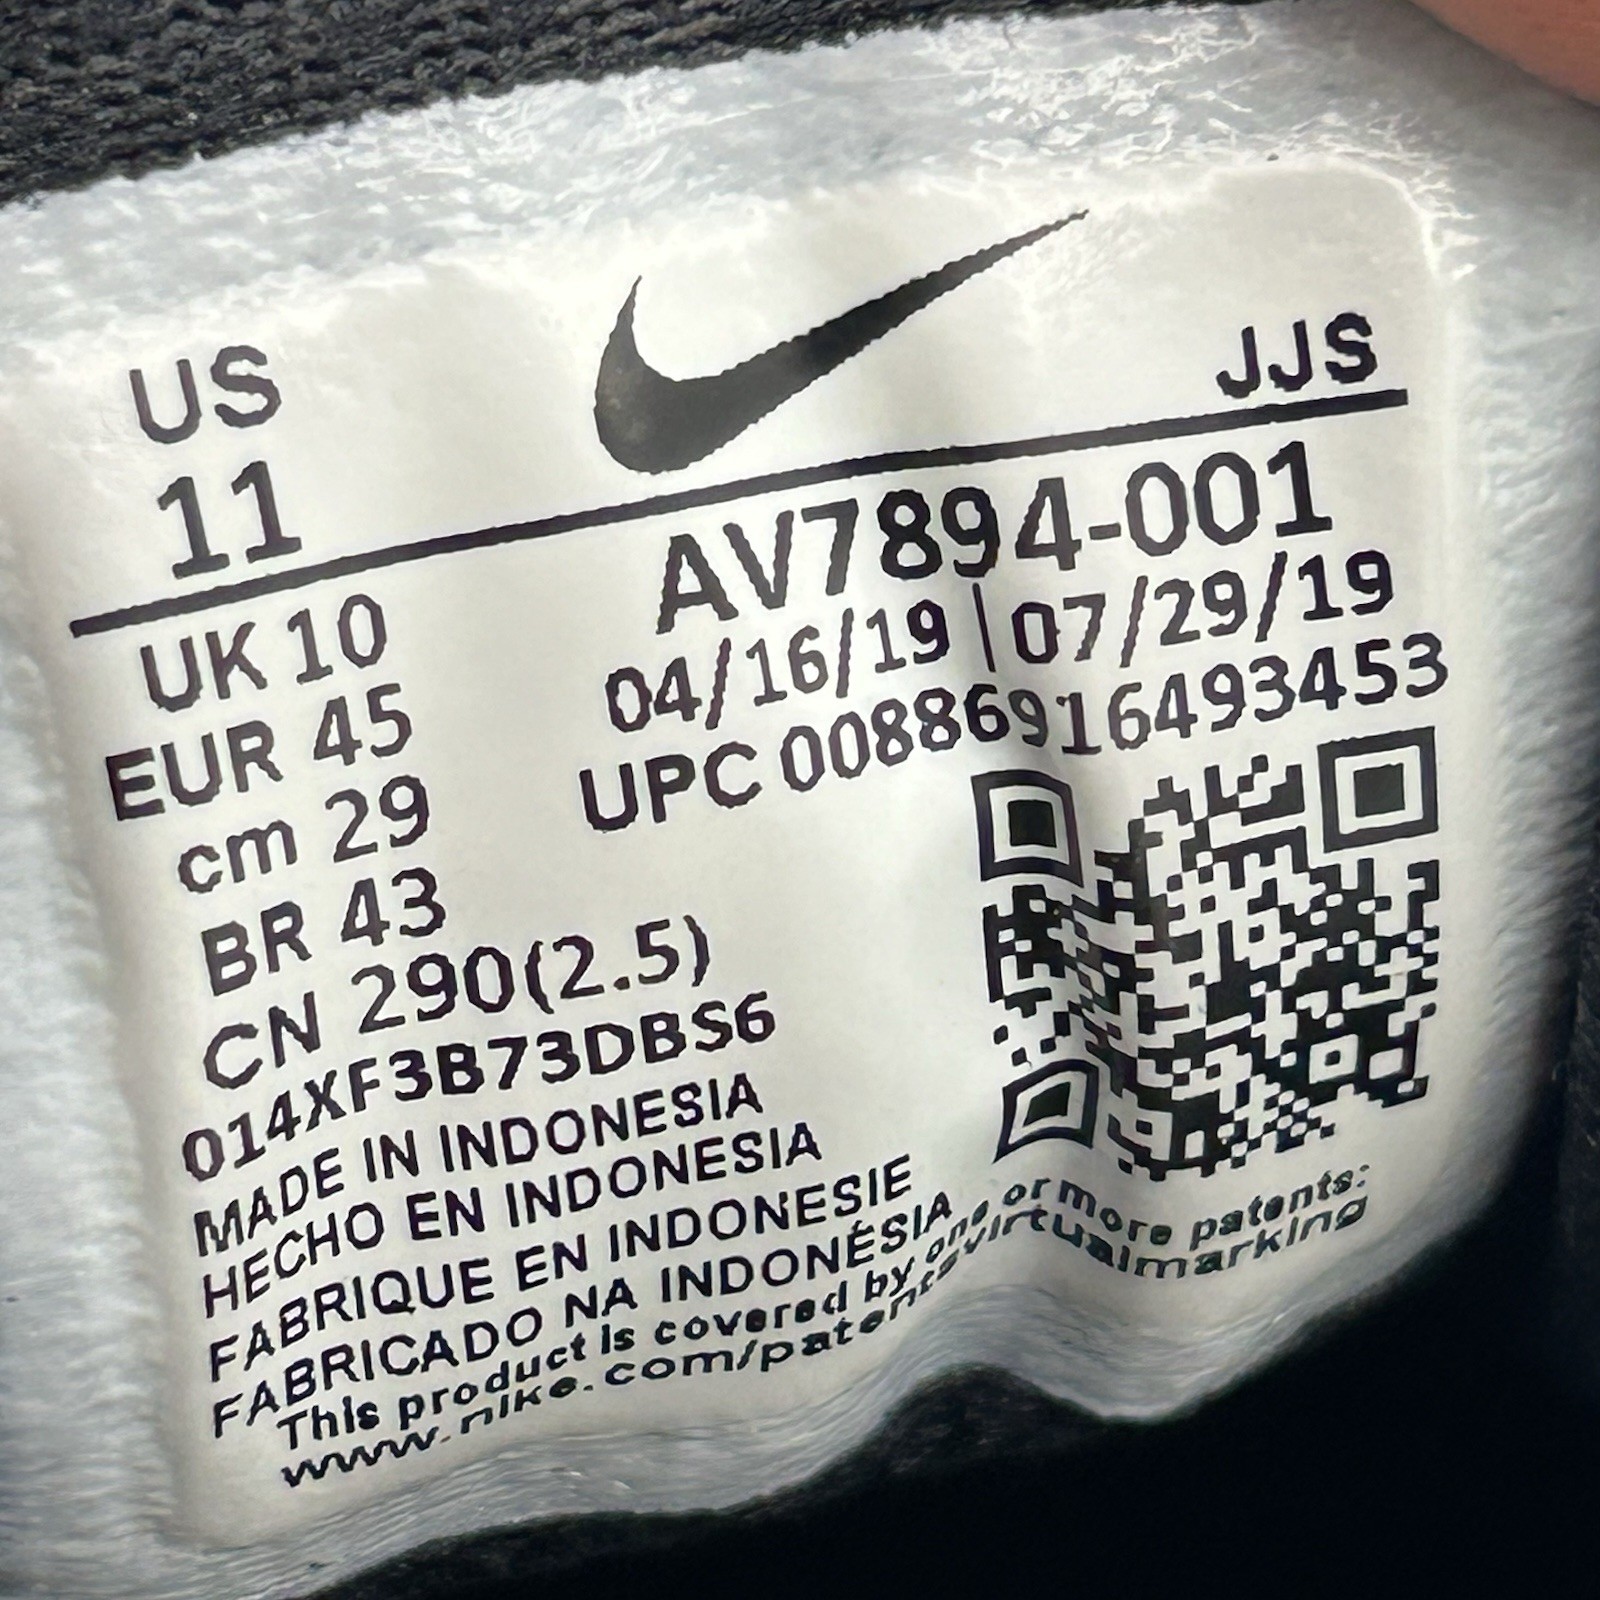 US
11
JJS
UK 10
EUR 45
cm 29
BR 43
CN 290(2.5)
AV7894-001
04/16/19 | 07/29/19
UPC 00886916493453
014XF3B73DBS6
MADE IN INDONESIA
HECHO EN INDONESIA
FABRIQUE EN INDONESIE
FABRICADO NA INDONÉSIA
This product is covered by one or more patents:
www.nike.com/patentsvirtualmarking